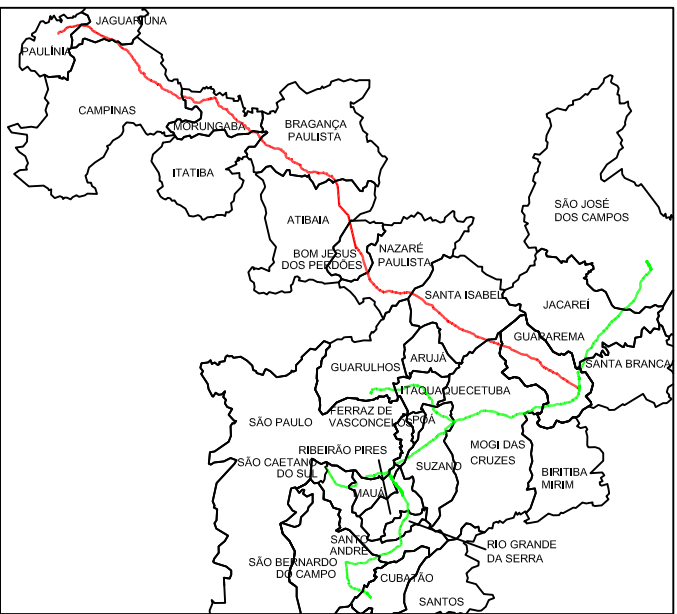 JAGUARIÚNA
PAULÍNIA
CAMPINAS
MORUNGABA
BRAGANÇA
PAULISTA
ITATIBA
ATIBAIA
SÃO JOSÉ
DOS CAMPOS
BOM JESUS
DOS PERDÕES
NAZARÉ
PAULISTA
SANTA ISABEL
JACAREÍ
GUARAREMA
ARUJÁ
GUARULHOS
SANTA BRANCA
ITAQUAQUECETUBA
FERRAZ DE
VASCONCELOS
POÁ
SÃO PAULO
RIBEIRÃO PIRES
MOGI DAS
CRUZES
SÃO CAETANO
DO SUL
SUZANO
BIRITIBA
MIRIM
MAUÁ
SANTO
ANDRÉ
RIO GRANDE
DA SERRA
SÃO BERNARDO
DO CAMPO
CUBATÃO
SANTOS